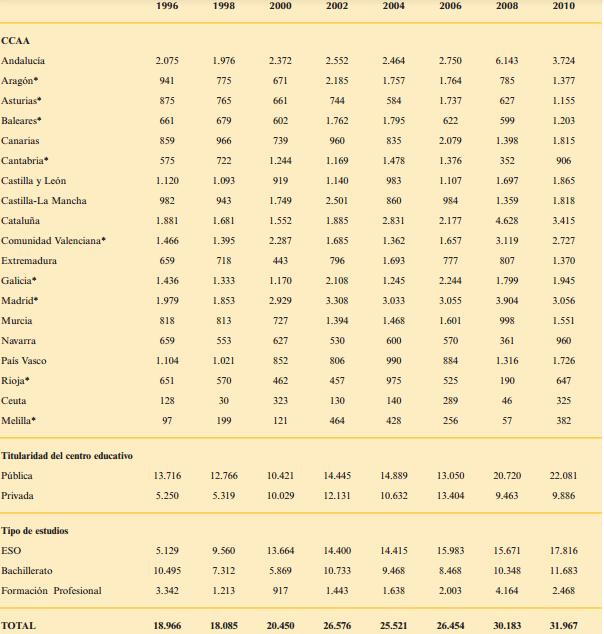 1996 1998 2000 2002 2004 2006 2008 2010
CCAA
Andalucía 2.075 1.976 2.372 2.552 2.464 2.750 6.143 3.724
Aragón* 941 775 671 2.185 1.757 1.764 785 1.377
Asturias* 875 765 661 744 584 1.737 627 1.155
Baleares* 661 679 602 1.762 1.795 622 599 1.203
Canarias 859 966 739 960 835 2.079 1.398 1.815
Cantabria* 575 722 1.244 1.169 1.478 1.376 352 906
Castilla y León 1.120 1.093 919 1.140 983 1.107 1.697 1.865
Castilla-La Mancha 982 943 1.749 2.501 860 984 1.359 1.818
Cataluña 1.881 1.681 1.552 1.885 2.831 2.177 4.628 3.415
Comunidad Valenciana* 1.466 1.395 2.287 1.685 1.362 1.657 3.119 2.727
Extremadura 659 718 443 796 1.693 777 807 1.370
Galicia* 1.436 1.333 1.170 2.108 1.245 2.244 1.799 1.945
Madrid* 1.979 1.853 2.929 3.308 3.033 3.055 3.904 3.056
Murcia 818 813 727 1.394 1.468 1.601 998 1.551
Navarra 659 553 627 530 600 570 361 960
País Vasco 1.104 1.021 852 806 990 884 1.316 1.726
Rioja* 651 570 462 457 975 525 190 647
Ceuta 128 30 323 130 140 289 46 325
Melilla* 97 199 121 464 428 256 57 382
Titularidad del centro educativo
Pública 13.716 12.766 10.421 14.445 14.889 13.050 20.720 22.081
Privada 5.250 5.319 10.029 12.131 10.632 13.404 9.463 9.886
Tipo de estudios
ESO 5.129 9.560 13.664 14.400 14.415 15.983 15.671 17.816
Bachillerato 10.495 7.312 5.869 10.733 9.468 8.468 10.348 11.683
Formación Profesional 3.342 1.213 917 1.443 1.638 2,003 4.164 2.468
TOTAL 18.966 18.085 20.450 26.576 25.521 26.454 30.183 31.967